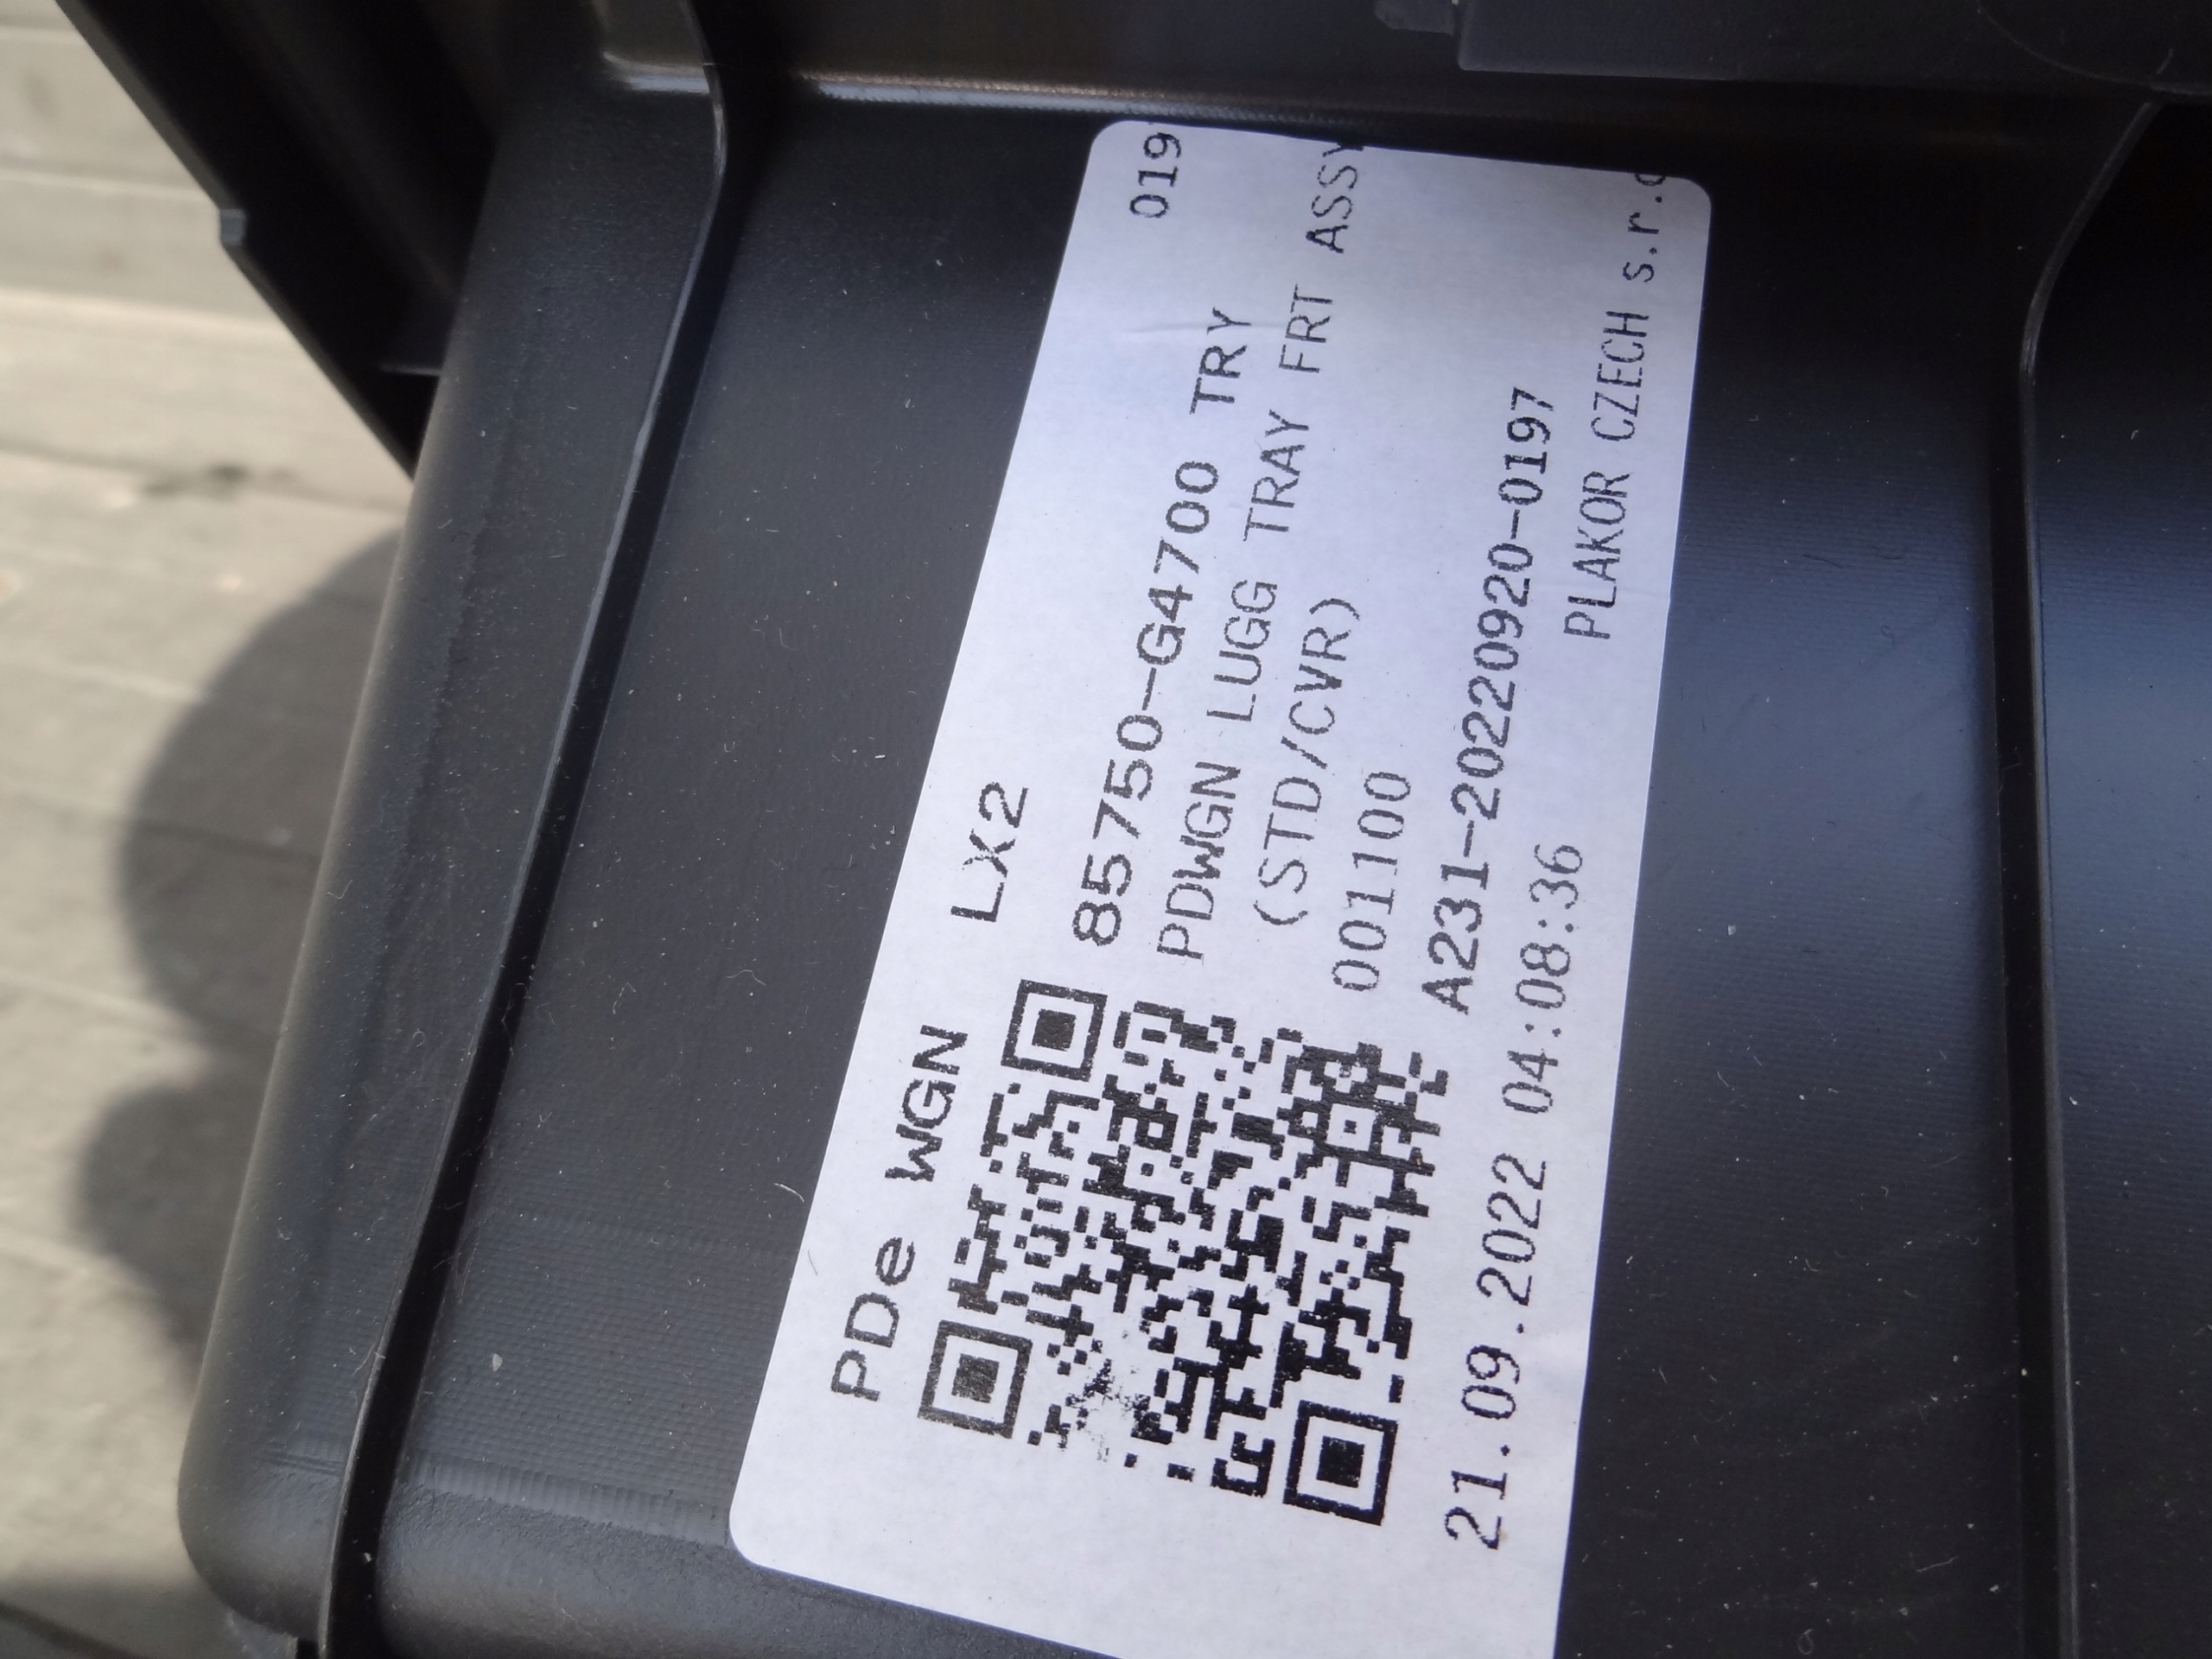 019
PDe WGN LX2
85750-G4700 TRY
PDWGN LUGG TRAY FRT ASSY
(STD/CVR)
001100
A231-20220920-0197
21.09.2022 04:08:36 PLAKOR CZECH s.r.o